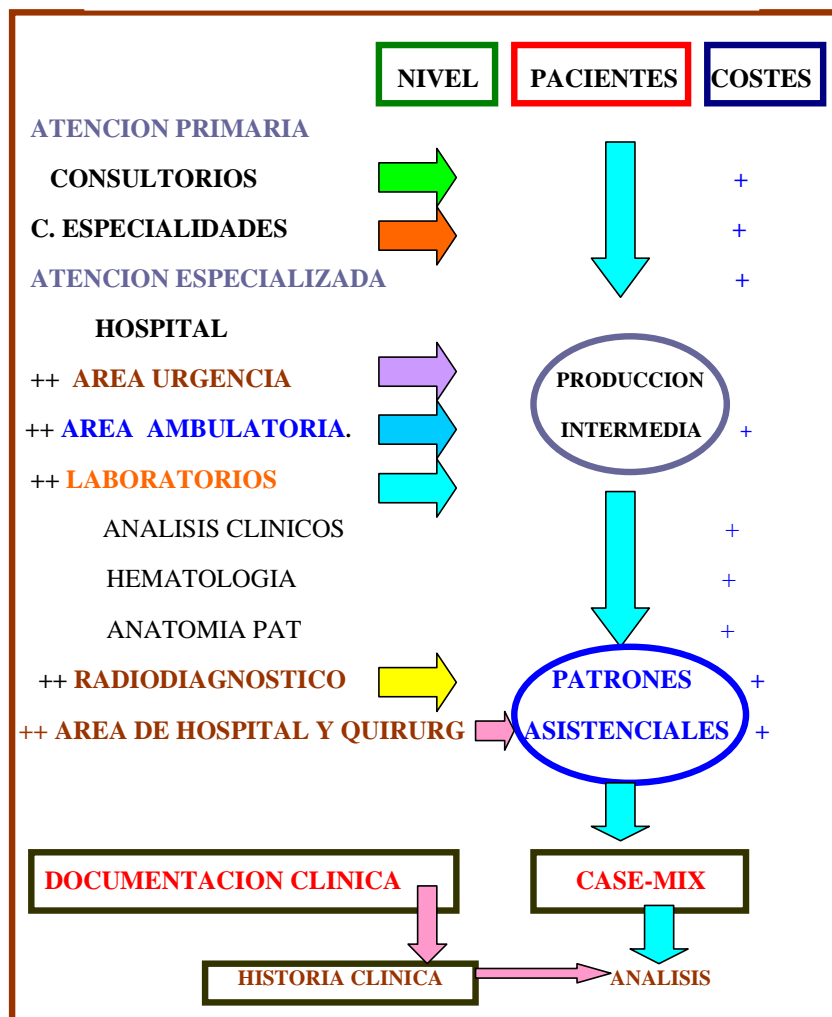 NIVEL PACIENTES COSTES
ATENCION PRIMARIA
CONSULTORIOS +
C. ESPECIALIDADES +
ATENCION ESPECIALIZADA +
HOSPITAL
++ AREA URGENCIA PRODUCCION
++ AREA AMBULATORIA. INTERMEDIA +
++ LABORATORIOS
ANALISIS CLINICOS +
HEMATOLOGIA +
ANATOMIA PAT +
++ RADIODIAGNOSTICO PATRONES +
++ AREA DE HOSPITAL Y QUIRURG ASISTENCIALES +
DOCUMENTACION CLINICA CASE-MIX
HISTORIA CLINICA ANALISIS